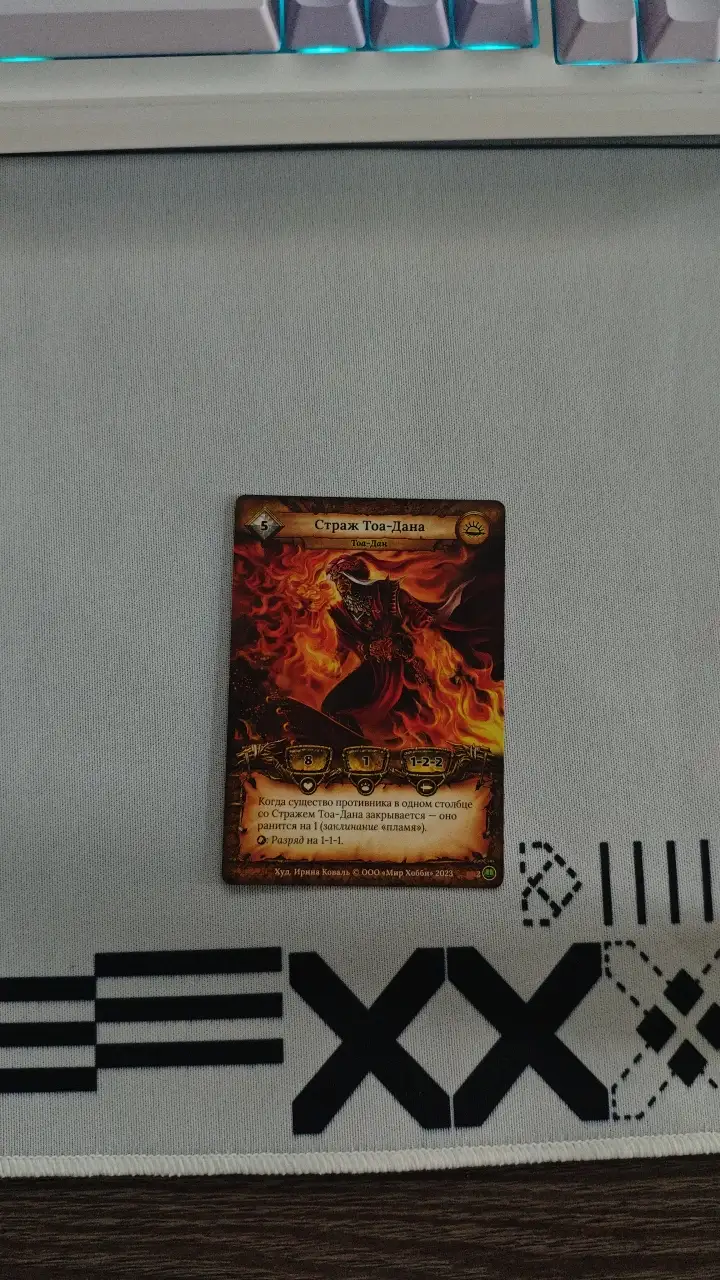 5
Страж Тоа-Дана
Тоа-Дан
8
1
1-2-2
Когда существо противника в одном столбце
со Стражем Тоа-Дана закрывается — оно
ранится на 1 (заклинание «пламя»).
: Разряд на 1-1-1.
Худ. Ирина Коваль © ООО «Мир Хобби» 2023
XX